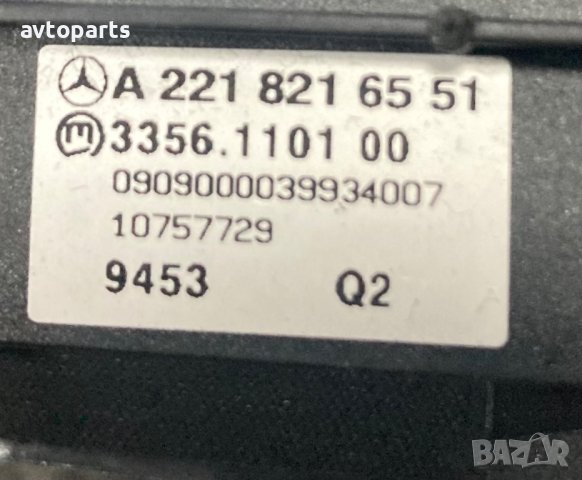 avtoparts
A 221 821 65 51
m 3356.1101 00
0909000039934007
10757729
9453 Q2
BAZAR